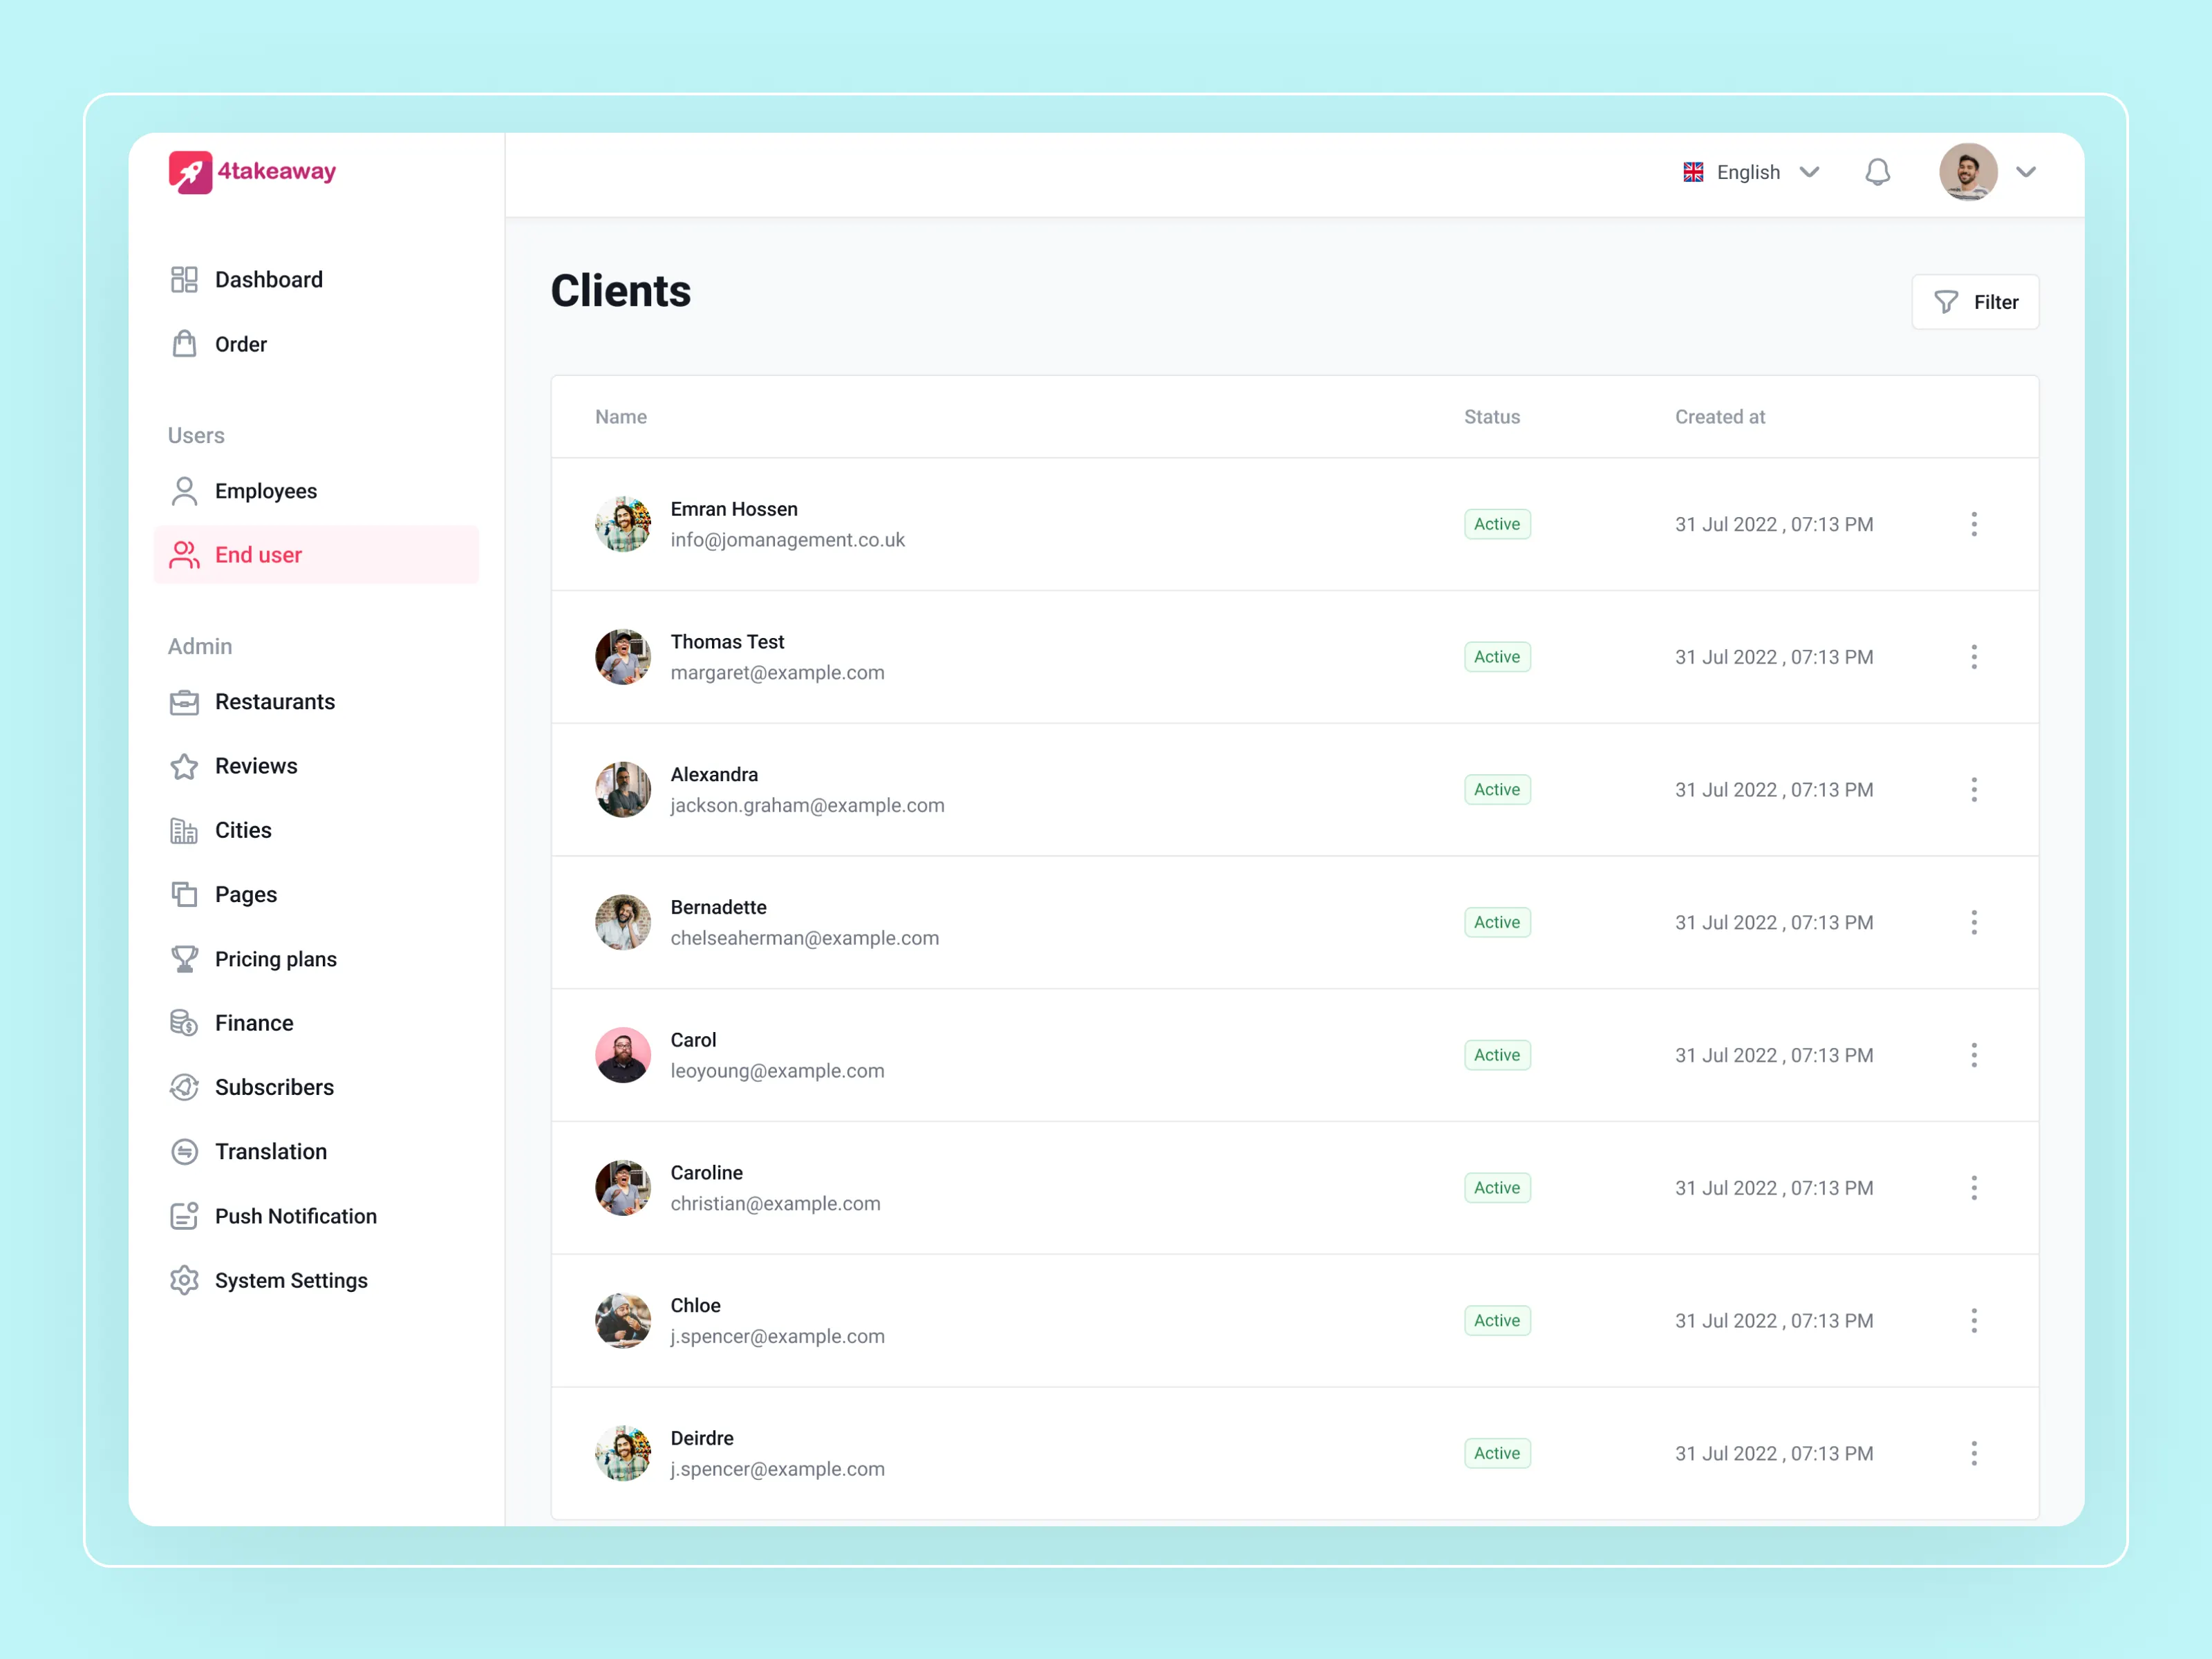 4takeaway
English
Dashboard
Order
Users
Employees
End user
Admin
Restaurants
Reviews
Cities
Pages
Pricing plans
Finance
Subscribers
Translation
Push Notification
System Settings
Clients
Filter
Name Status Created at
Emran Hossen
info@jomanagement.co.uk
Active 31 Jul 2022 , 07:13 PM
Thomas Test
margaret@example.com
Active 31 Jul 2022 , 07:13 PM
Alexandra
jackson.graham@example.com
Active 31 Jul 2022 , 07:13 PM
Bernadette
chelseaherman@example.com
Active 31 Jul 2022 , 07:13 PM
Carol
leoyoung@example.com
Active 31 Jul 2022 , 07:13 PM
Caroline
christian@example.com
Active 31 Jul 2022 , 07:13 PM
Chloe
j.spencer@example.com
Active 31 Jul 2022 , 07:13 PM
Deirdre
j.spencer@example.com
Active 31 Jul 2022 , 07:13 PM